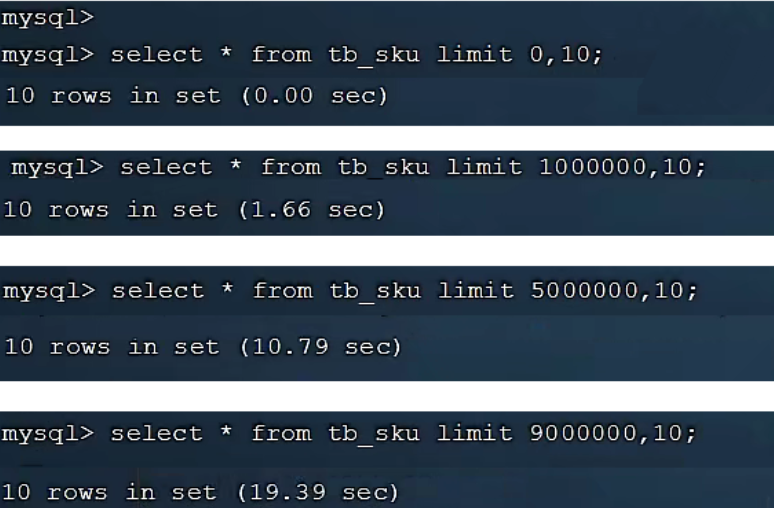 mysql>
mysql> select * from tb_sku limit 0,10;
10 rows in set (0.00 sec)
mysql> select * from tb_sku limit 1000000,10;
10 rows in set (1.66 sec)
mysql> select * from tb_sku limit 5000000,10;
10 rows in set (10.79 sec)
mysql> select * from tb_sku limit 9000000,10;
10 rows in set (19.39 sec)